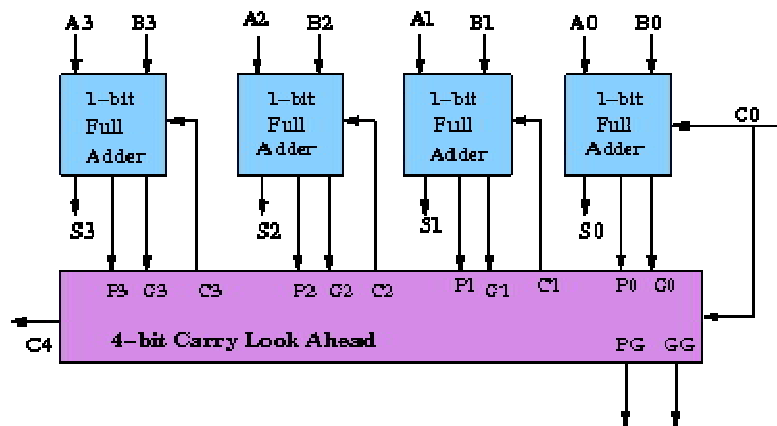 A3 B3 A2 B2 A1 B1 A0 B0
1-bit 1-bit 1-bit 1-bit C0
Full Full Full Full
Adder Adder Adder Adder
S3 S2 S1 S0
P3 G3 C3 P2 G2 C2 P1 G1 C1 P0 G0
C4 4-bit Carry Look Ahead PG GG